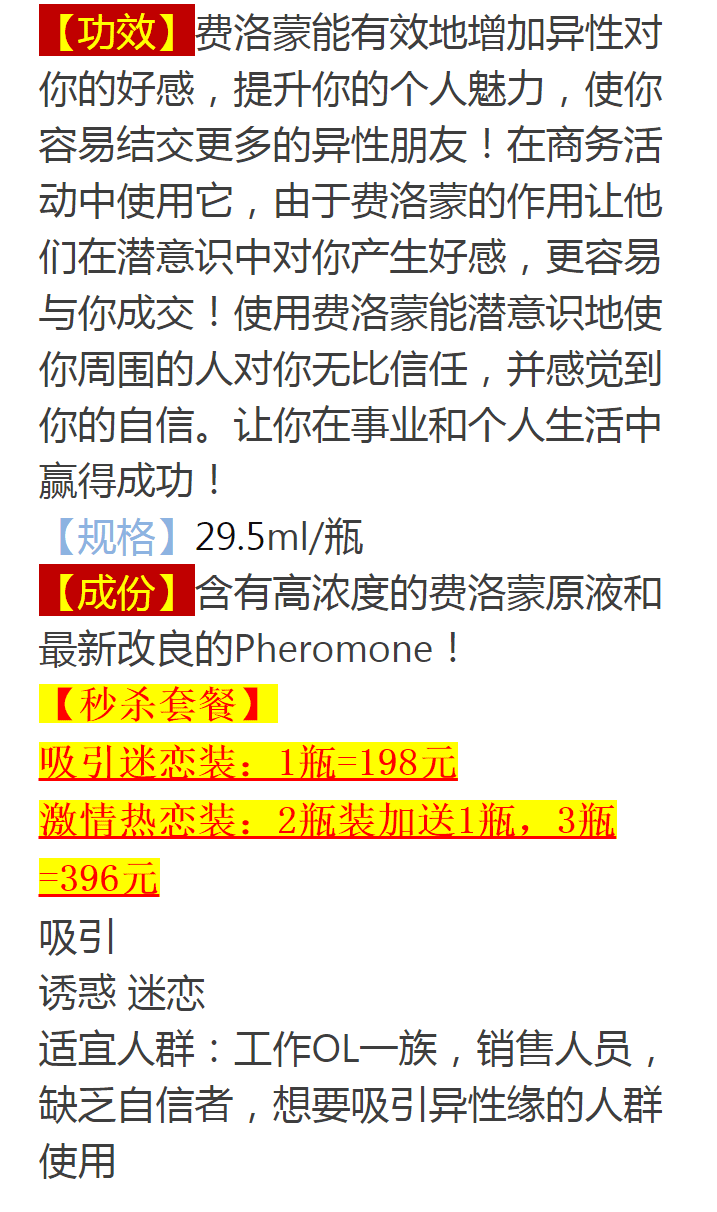 【功效】费洛蒙能有效地增加异性对
你的好感，提升你的个人魅力，使你
容易结交更多的异性朋友！在商务活
动中使用它，由于费洛蒙的作用让他
们在潜意识中对你产生好感，更容易
与你成交！使用费洛蒙能潜意识地使
你周围的人对你无比信任，并感觉到
你的自信。让你在事业和个人生活中
赢得成功！
【规格】29.5ml/瓶
【成份】含有高浓度的费洛蒙原液和
最新改良的Pheromone！
【秒杀套餐】
吸引迷恋装：1瓶=198元
激情热恋装：2瓶装加送1瓶，3瓶
=396元
吸引
诱惑 迷恋
适宜人群：工作OL一族，销售人员，
缺乏自信者，想要吸引异性缘的人群
使用